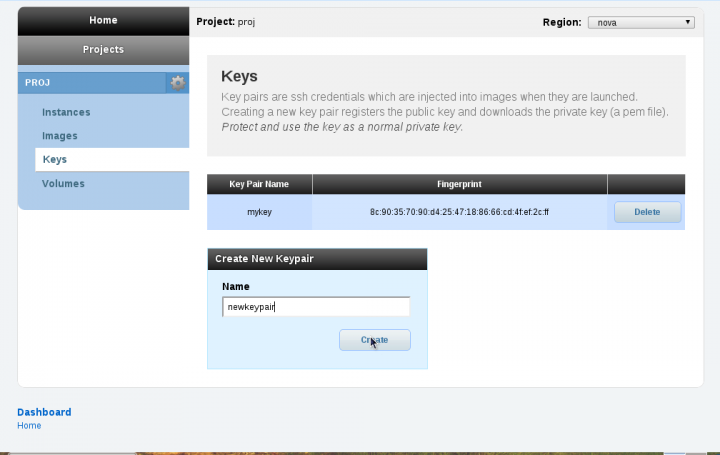 Home
Project: proj
Region: nova
Projects
PROJ
Instances
Images
Keys
Volumes
Keys
Key pairs are ssh credentials which are injected into images when they are launched.
Creating a new key pair registers the public key and downloads the private key (a pem file).
Protect and use the key as a normal private key.
Key Pair Name Fingerprint
mykey 8c:90:35:70:90:d4:25:47:18:86:66:cd:4f:ef:2c:ff Delete
Create New Keypair
Name
newkeypair
Create
Dashboard
Home